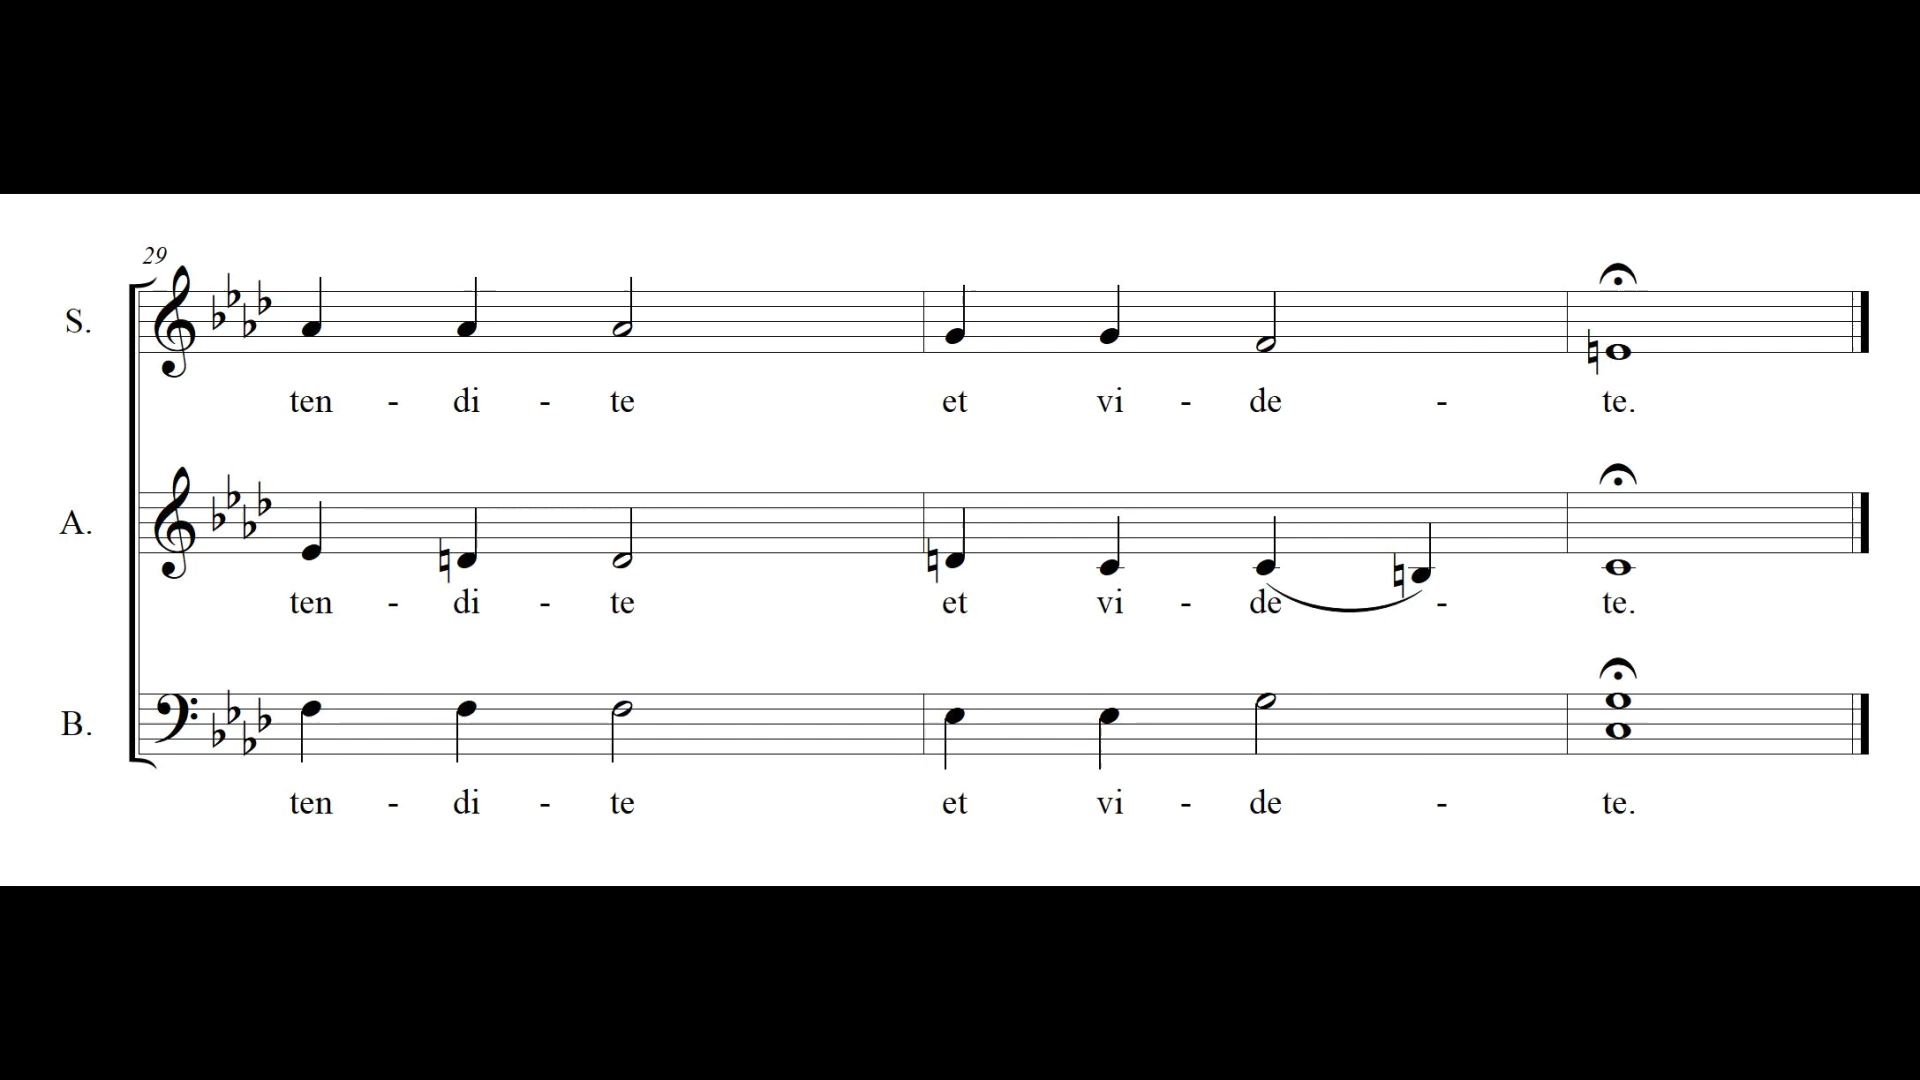 29
S.
ten - di - te et vi - de - te.
A.
ten - di - te et vi - de - te.
B.
ten - di - te et vi - de - te.